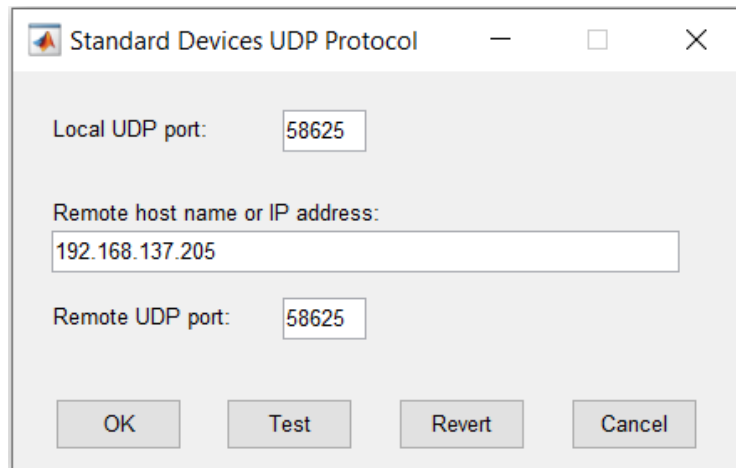 Standard Devices UDP Protocol
Local UDP port: 58625
Remote host name or IP address:
192.168.137.205
Remote UDP port: 58625
OK Test Revert Cancel